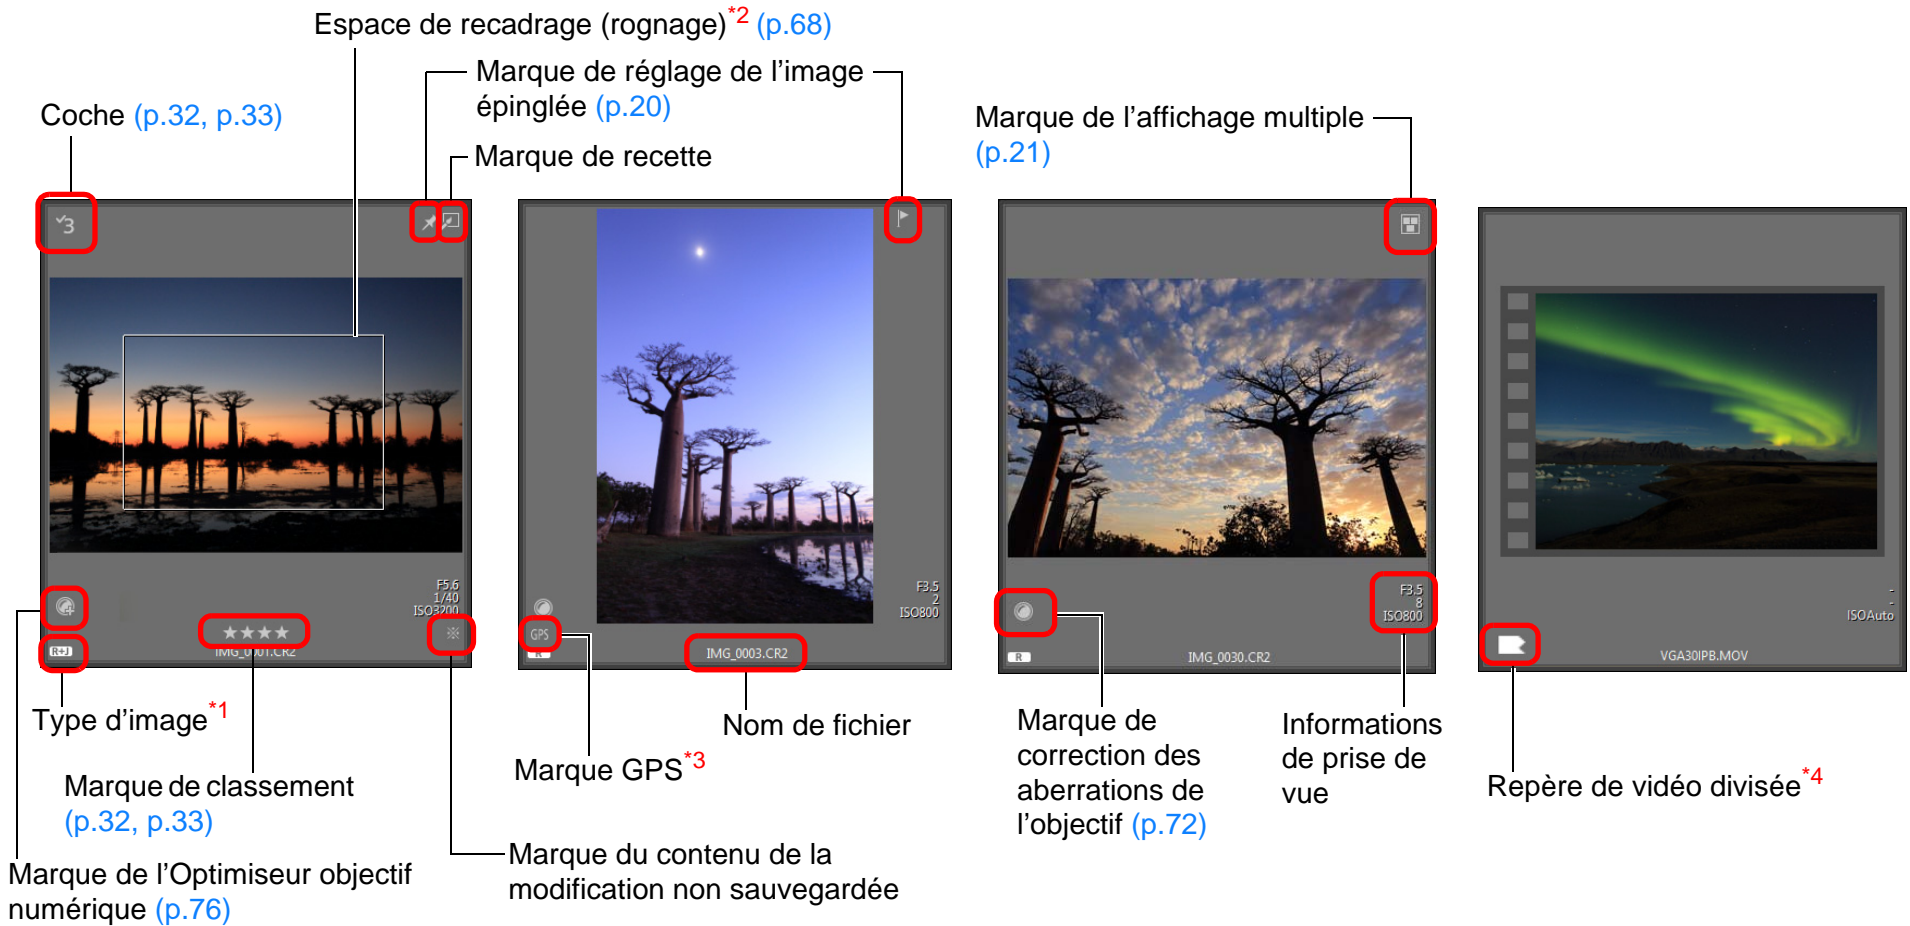 Espace de recadrage (rognage)*2 (p.68)
Marque de réglage de l’image
épinglée (p.20)
Coche (p.32, p.33)
Marque de l’affichage multiple
(p.21)
Marque de recette
3
F5.6
1/40
ISO3200
★★★★
※
R+J
IMG_0001.CR2
F3.5
2
ISO800
GPS
R
IMG_0003.CR2
F3.5
8
ISO800
R
IMG_0030.CR2
-
-
ISOAuto
VGA30IPB.MOV
Type d’image*1
Nom de fichier
Marque GPS*3
Marque de
correction des
aberrations de
l’objectif (p.72)
Informations
de prise de
vue
Repère de vidéo divisée*4
Marque de classement
(p.32, p.33)
Marque du contenu de la
modification non sauvegardée
Marque de l’Optimiseur objectif
numérique (p.76)